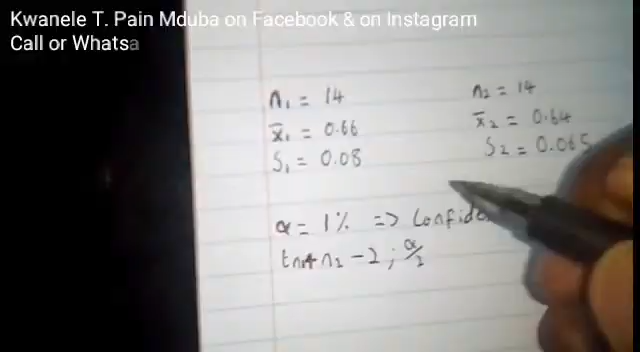 Kwanele T. Pain Mduba on Facebook & on Instagram
Call or Whatsa
n₁ = 14
x̄₁ = 0.66
S₁ = 0.08
n₂ = 14
x̄₂ = 0.64
S₂ = 0.065
α = 1% => Confide
tn₁+n₂-2; α/2